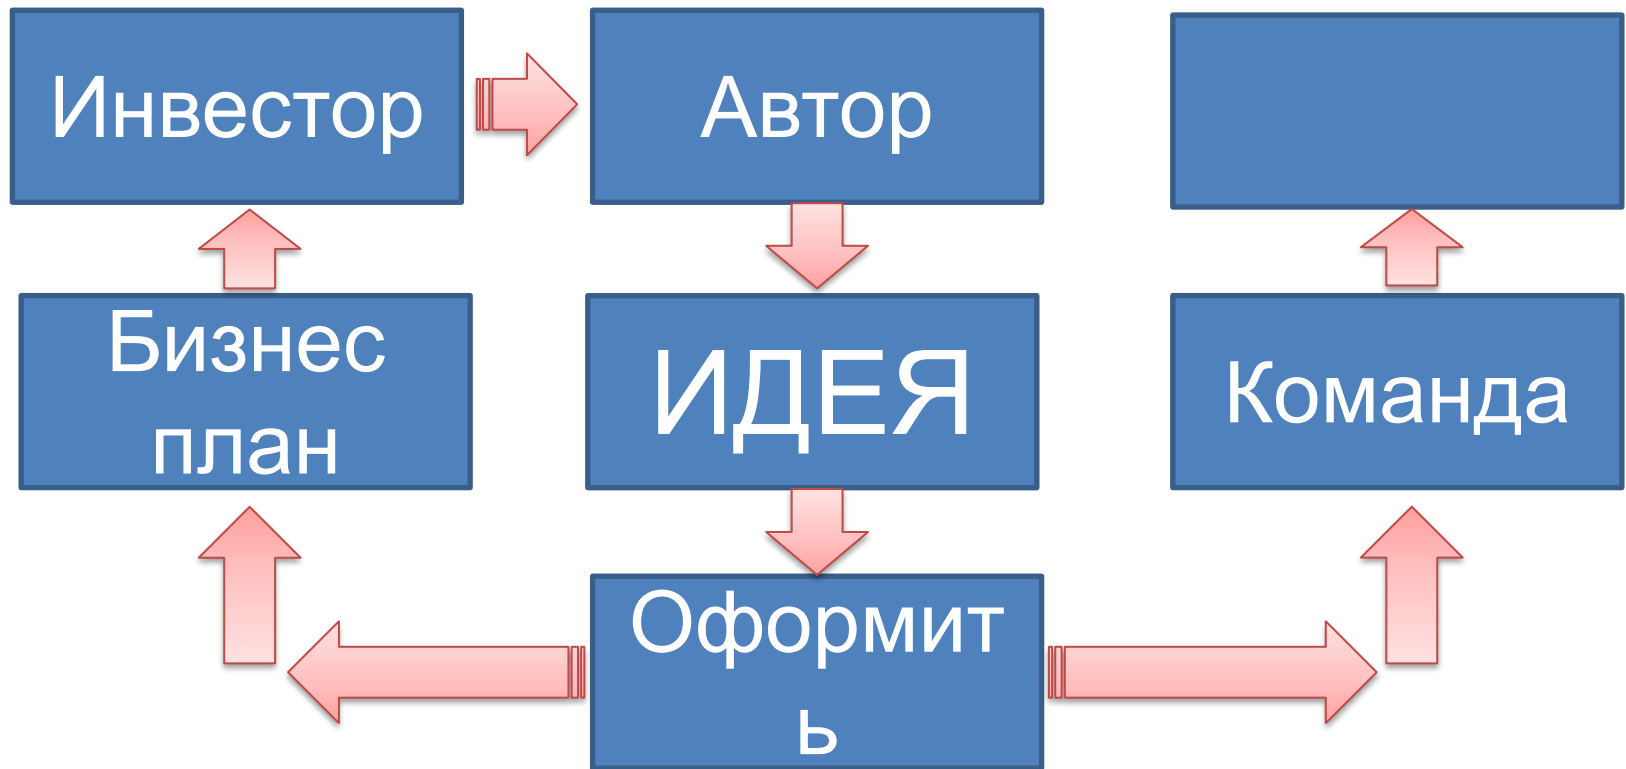 Инвестор
Автор
Бизнес
план
ИДЕЯ
Команда
Оформит
ь